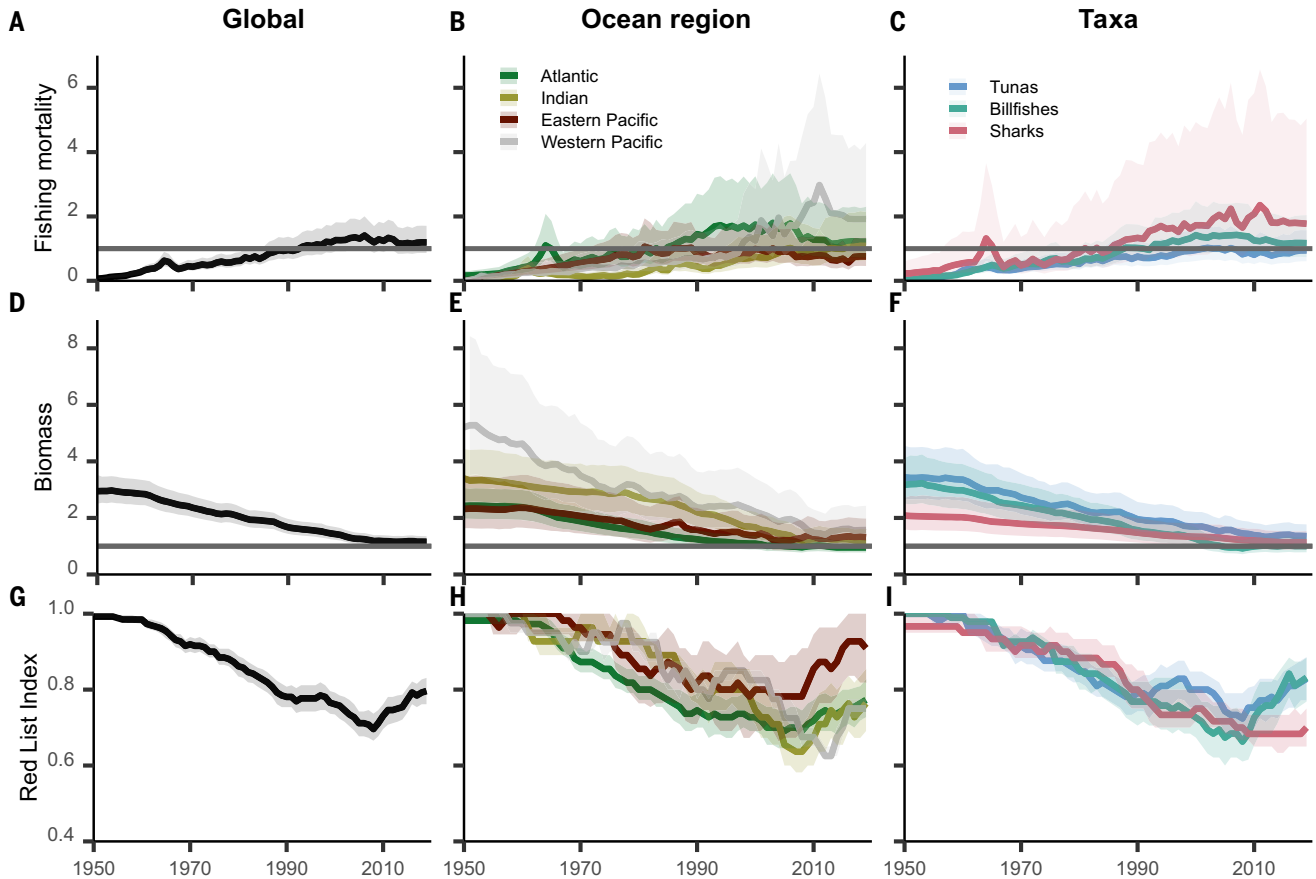 A Global B Ocean region C Taxa
Fishing mortality
6
4
2
0
Atlantic
Indian
Eastern Pacific
Western Pacific
Tunas
Billfishes
Sharks
1970 1990 2010
1950 1970 1990 2010
1950 1970 1990 2010
D E F
Biomass
8
6
4
2
0
G H I
Red List Index
1.0
0.8
0.6
0.4
1950